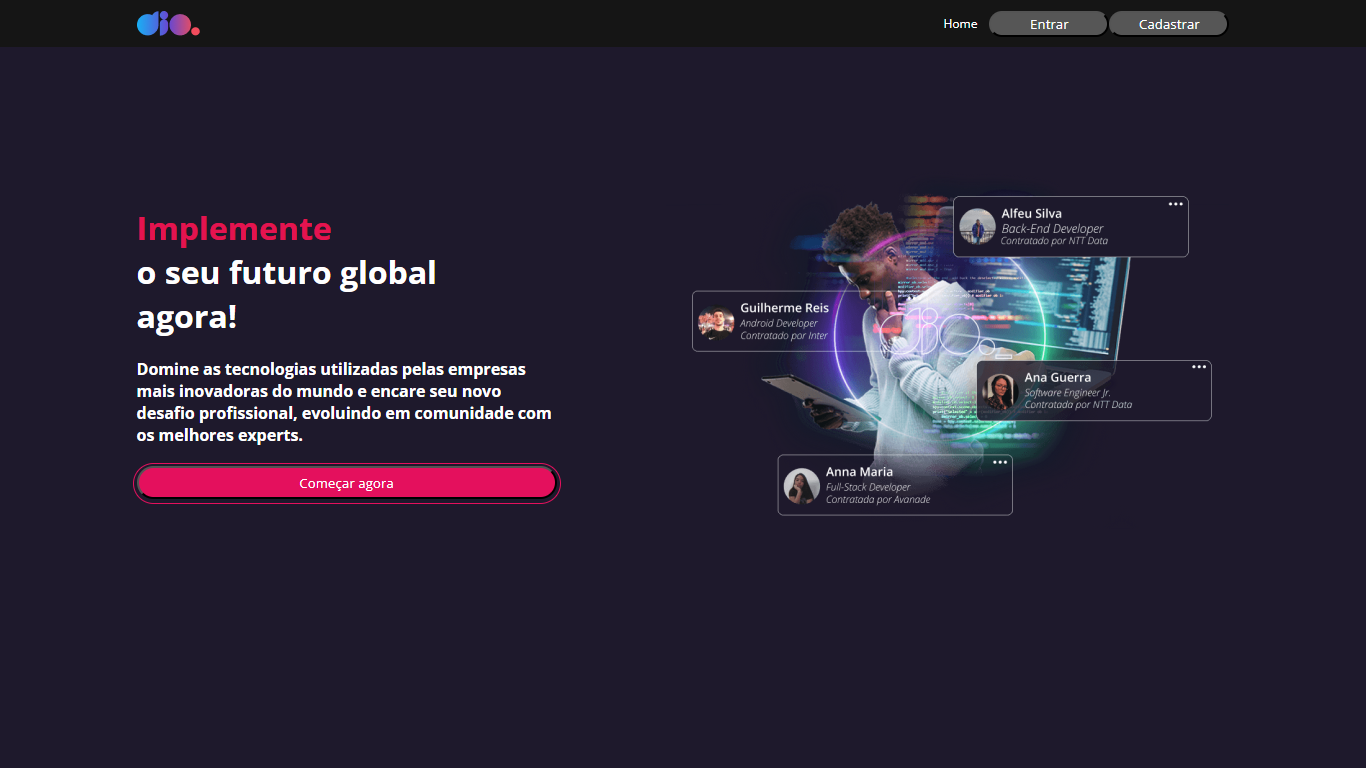 dio.
Home
Entrar
Cadastrar
Implemente
o seu futuro global
agora!
Domine as tecnologias utilizadas pelas empresas
mais inovadoras do mundo e encare seu novo
desafio profissional, evoluindo em comunidade com
os melhores experts.
Começar agora
Alfeu Silva
Back-End Developer
Contratado por NTT Data
Guilherme Reis
Android Developer
Contratado por Inter
dio.
Ana Guerra
Software Engineer Jr.
Contratada por NTT Data
Anna Maria
Full-Stack Developer
Contratada por Avanade